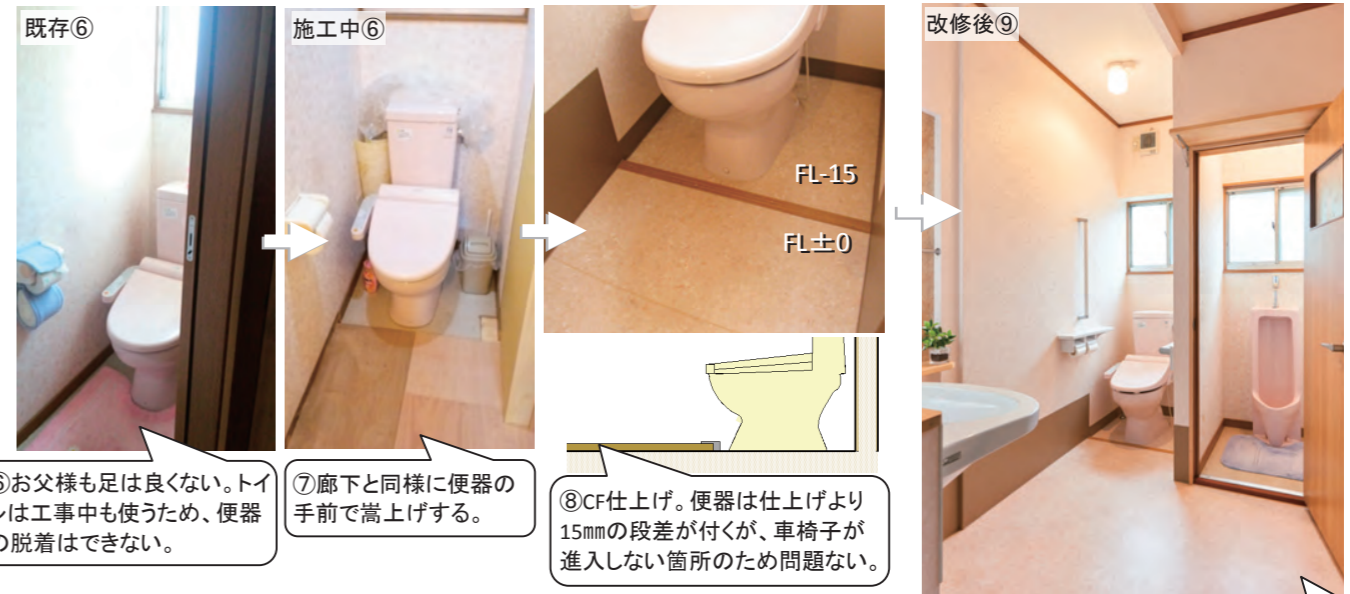 既存⑥
施工中⑥
改修後⑨
FL-15
FL±0
⑥お父様も足は良くない。トイ
レは工事中も使うため、便器
の脱着はできない。
⑦廊下と同様に便器の
手前で嵩上げする。
⑧CF仕上げ。便器は仕上げより
15㎜の段差が付くが、車椅子が
進入しない箇所のため問題ない。